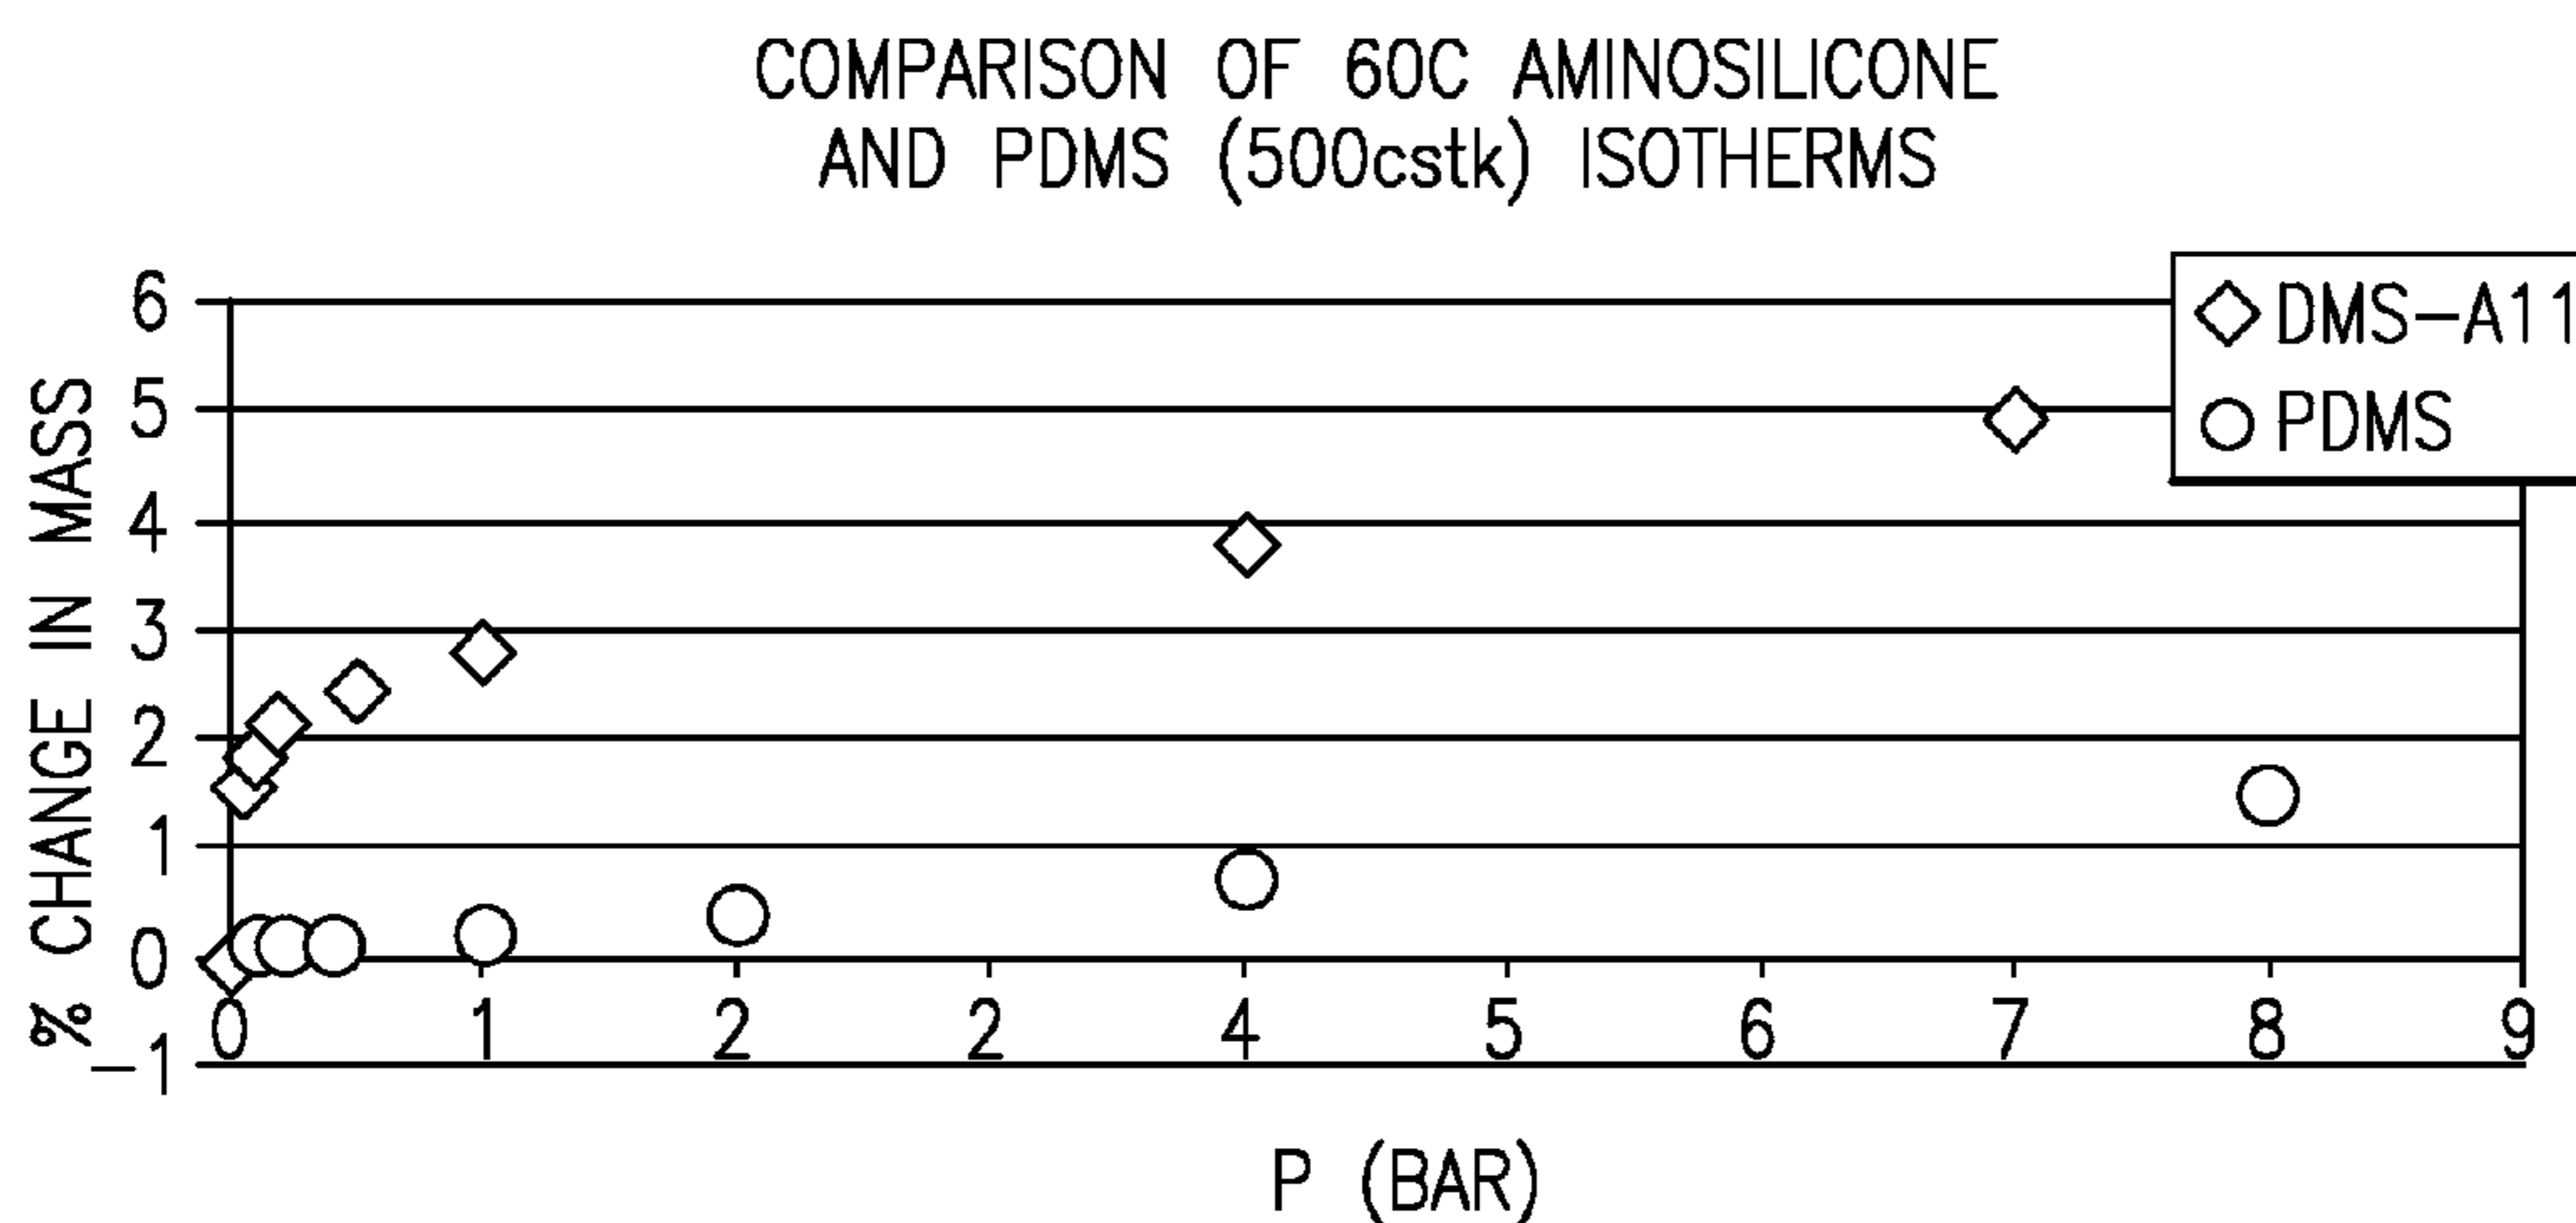 COMPARISON OF 60C AMINOSILICONE
AND PDMS (500cstk) ISOTHERMS
DMS-A11
PDMS
% CHANGE IN MASS
6
5
4
3
2
1
0
-1
0 1 2 2 4 5 6 7 8 9
P (BAR)